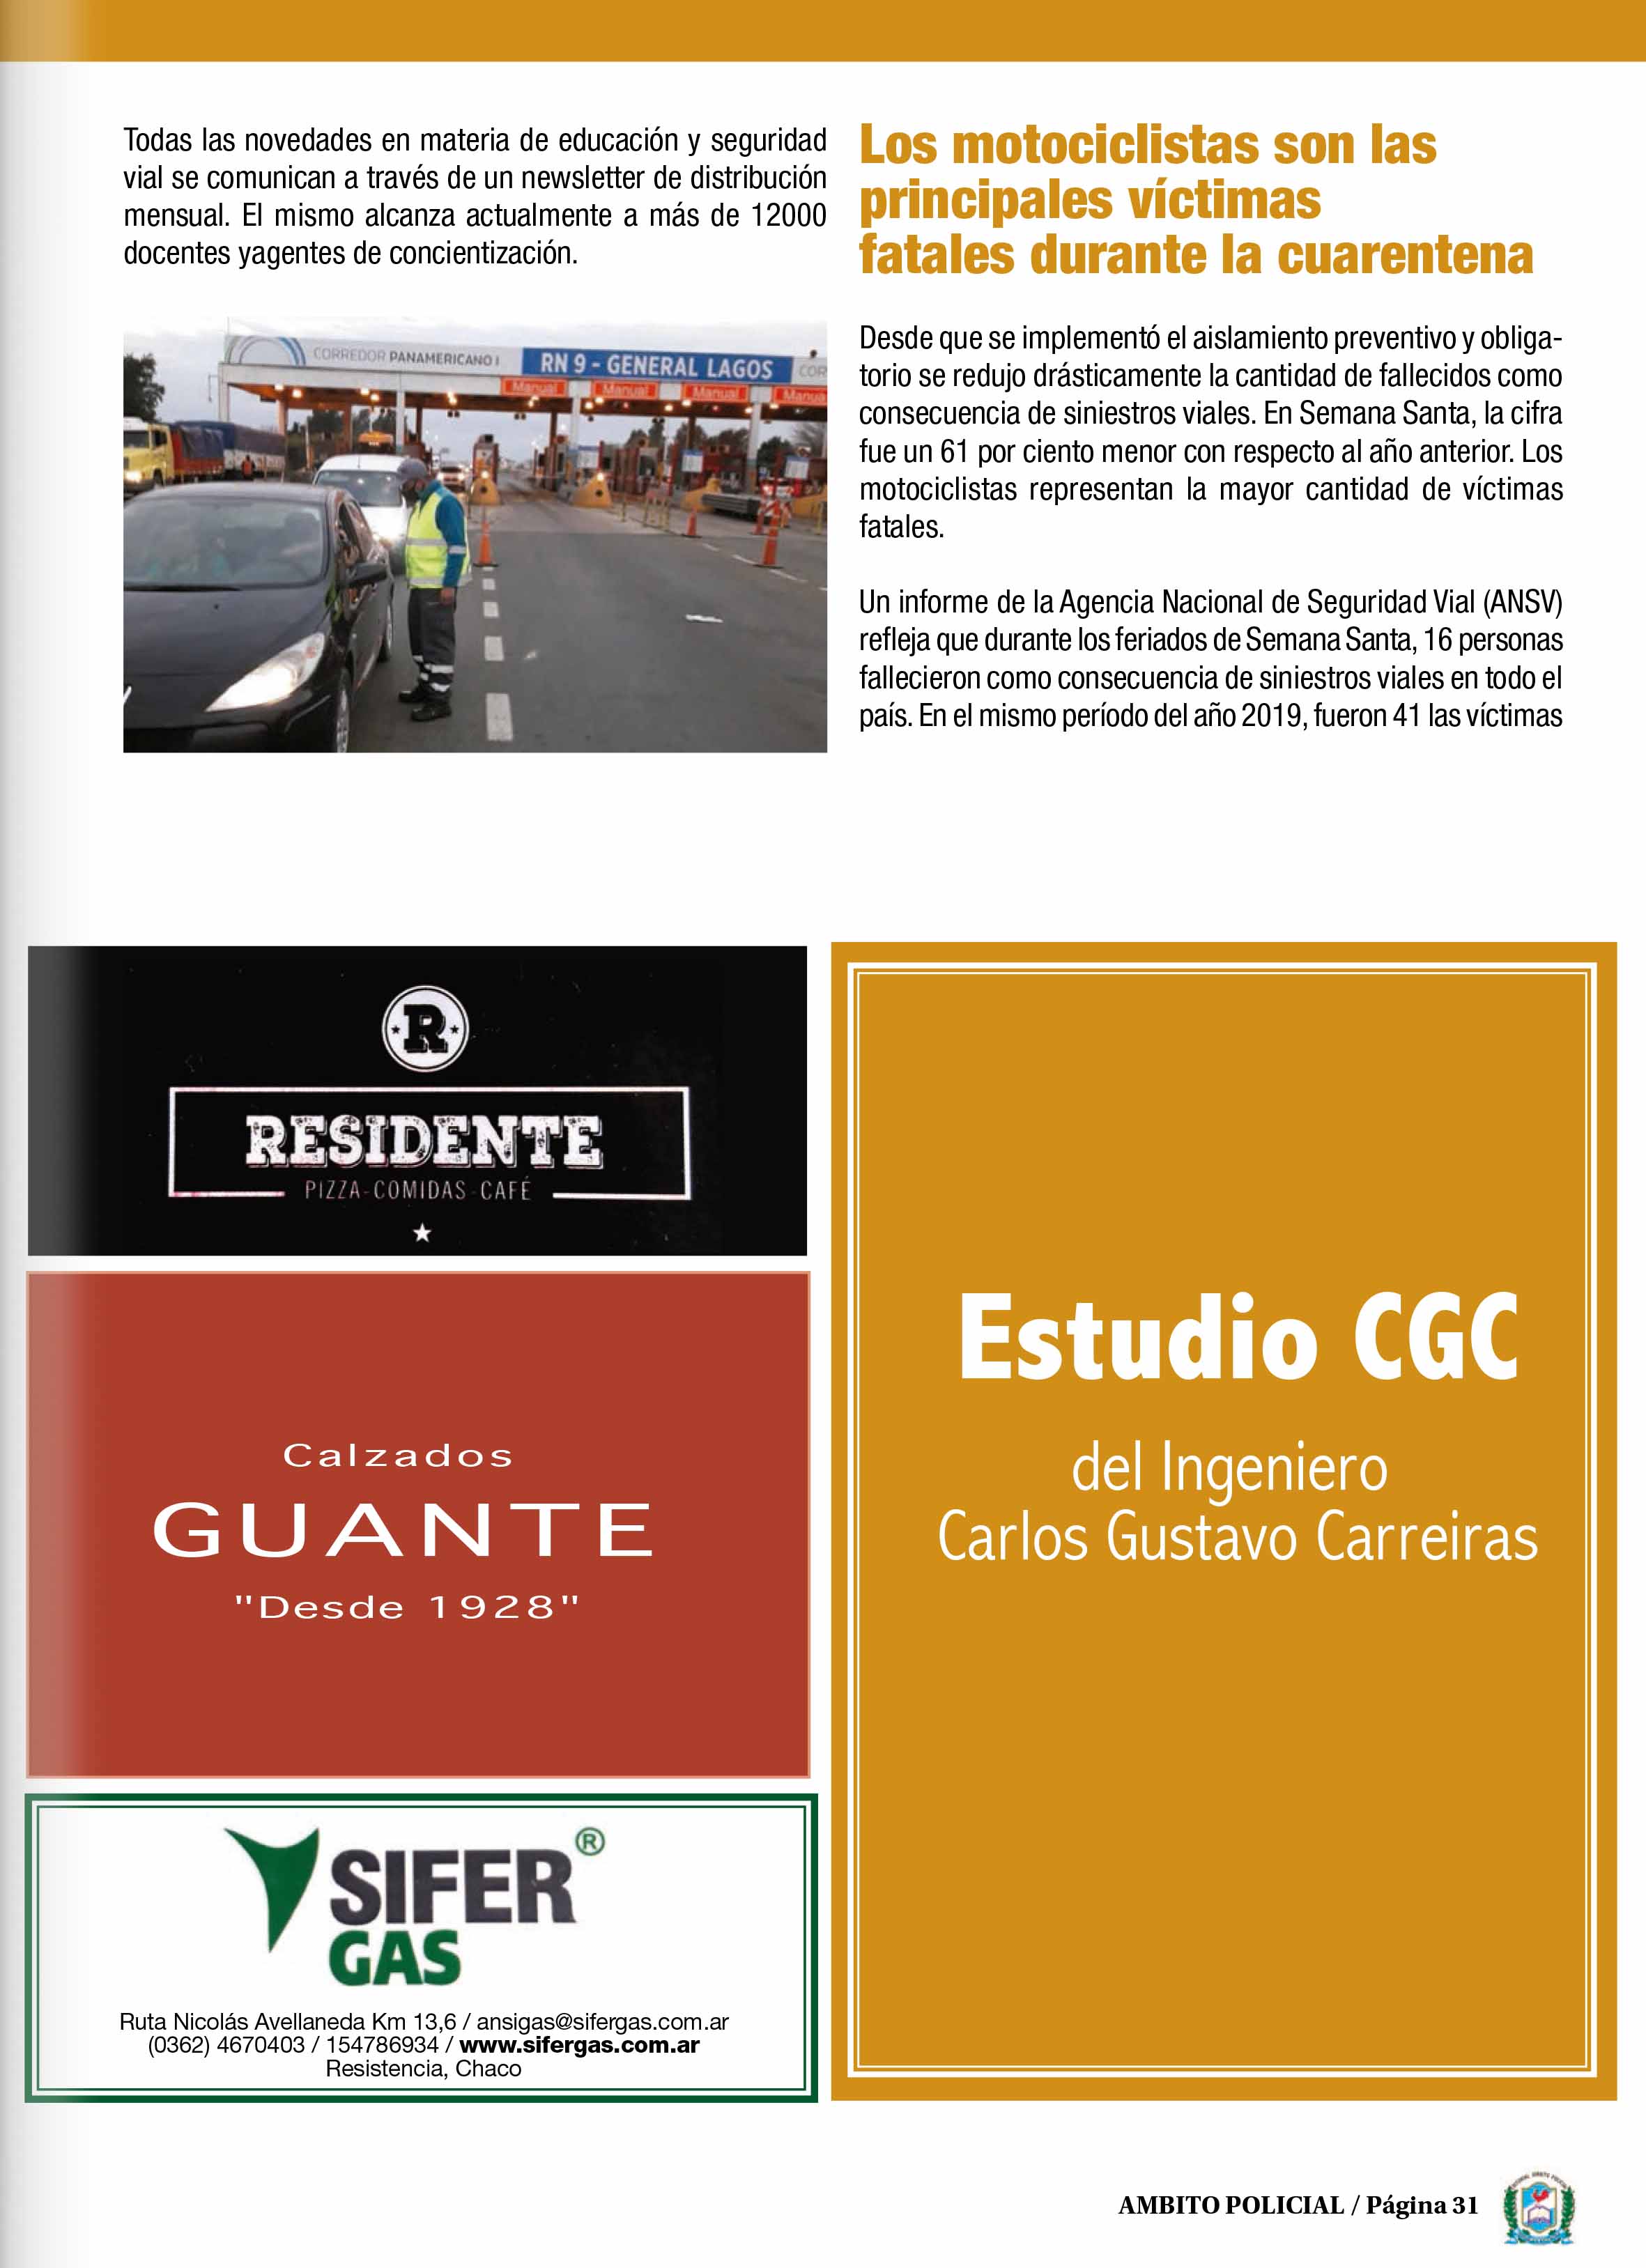 Todas las novedades en materia de educación y seguridad
vial se comunican a través de un newsletter de distribución
mensual. El mismo alcanza actualmente a más de 12000
docentes yagentes de concientización.
CORREDOR PANAMERICANO I
RN 9 - GENERAL LAGOS
COR
Manual
Manual
Manual
Manua
Los motociclistas son las
principales víctimas
fatales durante la cuarentena
Desde que se implementó el aislamiento preventivo y obliga-
torio se redujo drásticamente la cantidad de fallecidos como
consecuencia de siniestros viales. En Semana Santa, la cifra
fue un 61 por ciento menor con respecto al año anterior. Los
motociclistas representan la mayor cantidad de víctimas
fatales.
Un informe de la Agencia Nacional de Seguridad Vial (ANSV)
refleja que durante los feriados de Semana Santa, 16 personas
fallecieron como consecuencia de siniestros viales en todo el
país. En el mismo período del año 2019, fueron 41 las víctimas
R
RESIDENTE
PIZZA-COMIDAS-CAFÉ
Calzados
GUANTE
"Desde 1928"
SIFER®
GAS
Ruta Nicolás Avellaneda Km 13,6 / ansigas@sifergas.com.ar
(0362) 4670403 / 154786934 / www.sifergas.com.ar
Resistencia, Chaco
Estudio CGC
del Ingeniero
Carlos Gustavo Carreiras
AMBITO POLICIAL / Página 31